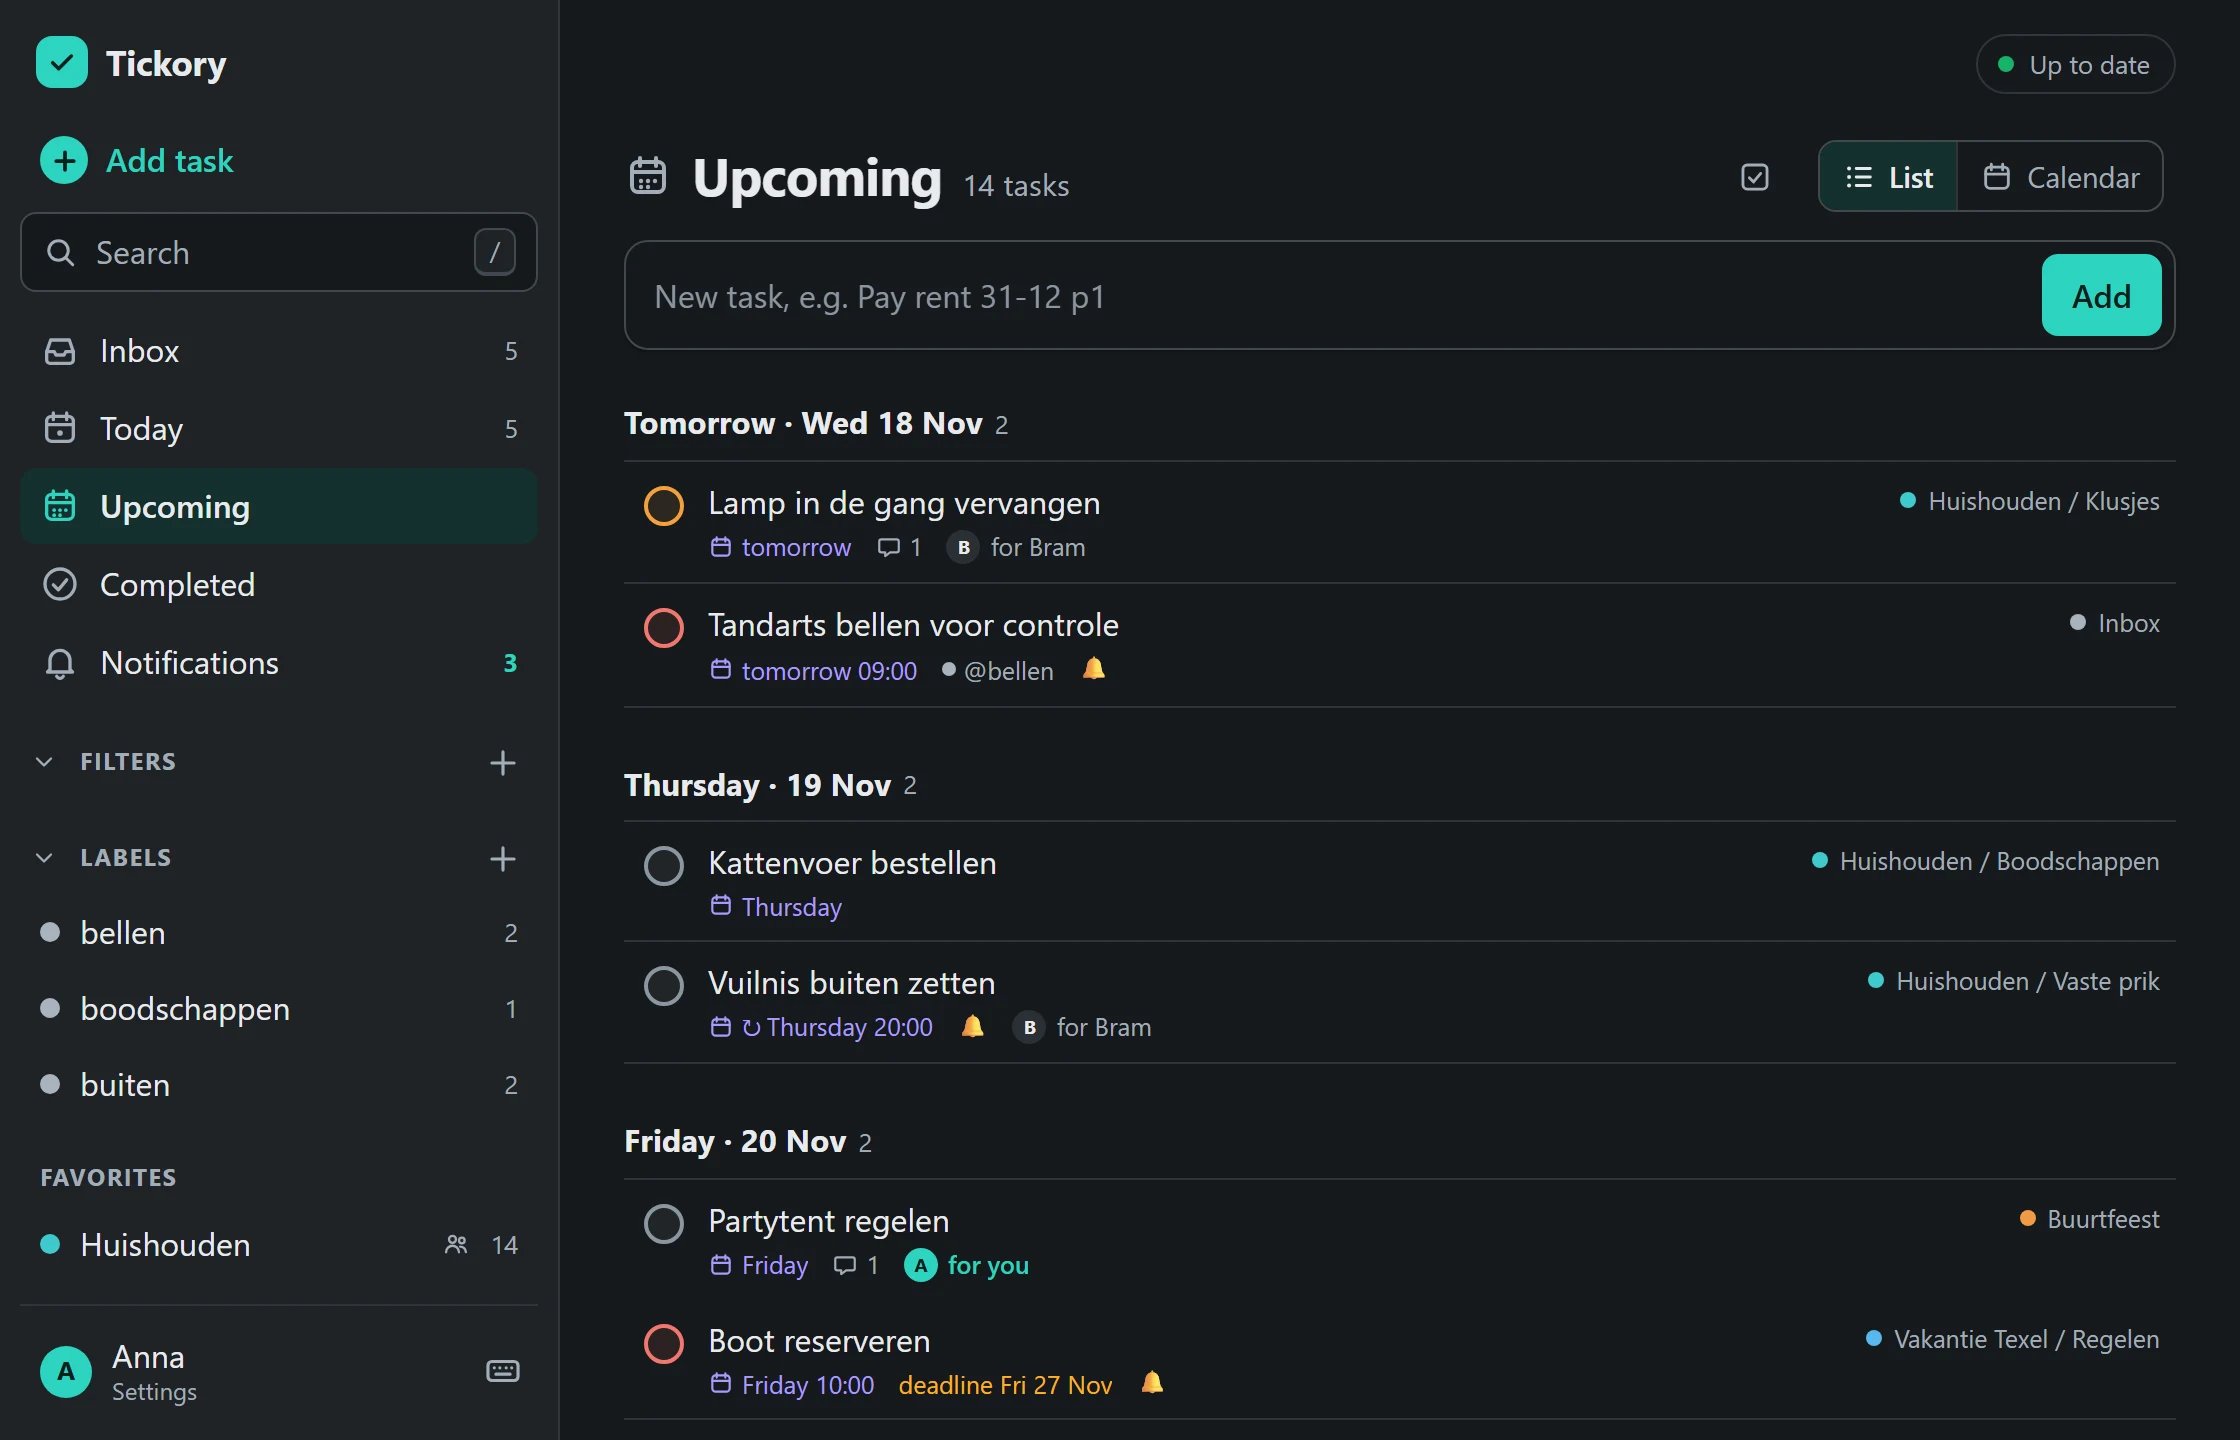 Tickory
Add task
Search /
Inbox 5
Today 5
Upcoming
Completed
Notifications 3
FILTERS
LABELS
bellen 2
boodschappen 1
buiten 2
FAVORITES
Huishouden 14
A Anna
Settings
Up to date
Upcoming 14 tasks
List Calendar
New task, e.g. Pay rent 31-12 p1 Add
Tomorrow · Wed 18 Nov 2
Lamp in de gang vervangen Huishouden / Klusjes
tomorrow 1 B for Bram
Tandarts bellen voor controle Inbox
tomorrow 09:00 @bellen
Thursday · 19 Nov 2
Kattenvoer bestellen Huishouden / Boodschappen
Thursday
Vuilnis buiten zetten Huishouden / Vaste prik
↻ Thursday 20:00 B for Bram
Friday · 20 Nov 2
Partytent regelen Buurtfeest
Friday 1 A for you
Boot reserveren Vakantie Texel / Regelen
Friday 10:00 deadline Fri 27 Nov